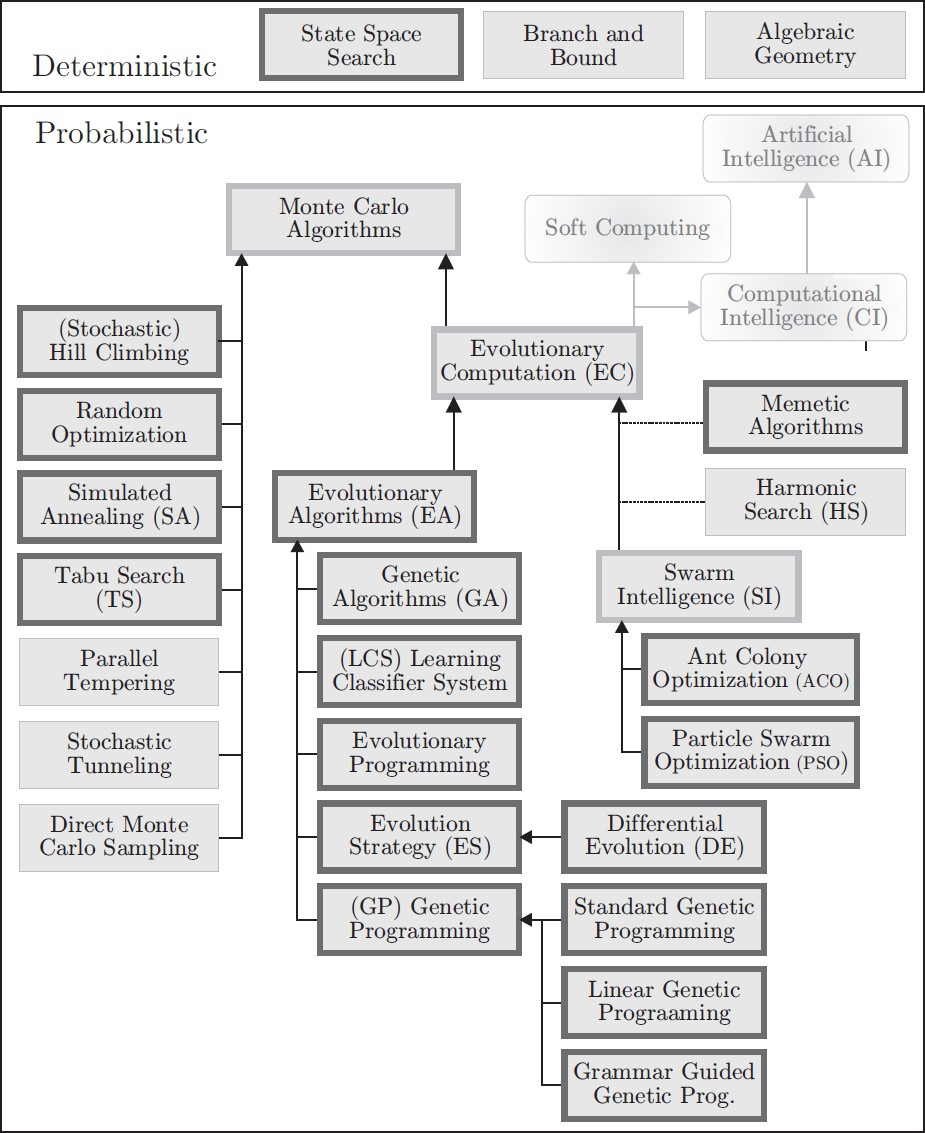 Deterministic
State Space
Search
Branch and
Bound
Algebraic
Geometry
Probabilistic
Artificial
Intelligence (AI)
Monte Carlo
Algorithms
Soft Computing
Computational
Intelligence (CI)
(Stochastic)
Hill Climbing
Evolutionary
Computation (EC)
Random
Optimization
Memetic
Algorithms
Simulated
Annealing (SA)
Evolutionary
Algorithms (EA)
Harmonic
Search (HS)
Tabu Search
(TS)
Genetic
Algorithms (GA)
Swarm
Intelligence (SI)
Parallel
Tempering
(LCS) Learning
Classifier System
Ant Colony
Optimization (ACO)
Stochastic
Tunneling
Evolutionary
Programming
Particle Swarm
Optimization (PSO)
Direct Monte
Carlo Sampling
Evolution
Strategy (ES)
Differential
Evolution (DE)
(GP) Genetic
Programming
Standard Genetic
Programming
Linear Genetic
Prograaming
Grammar Guided
Genetic Prog.